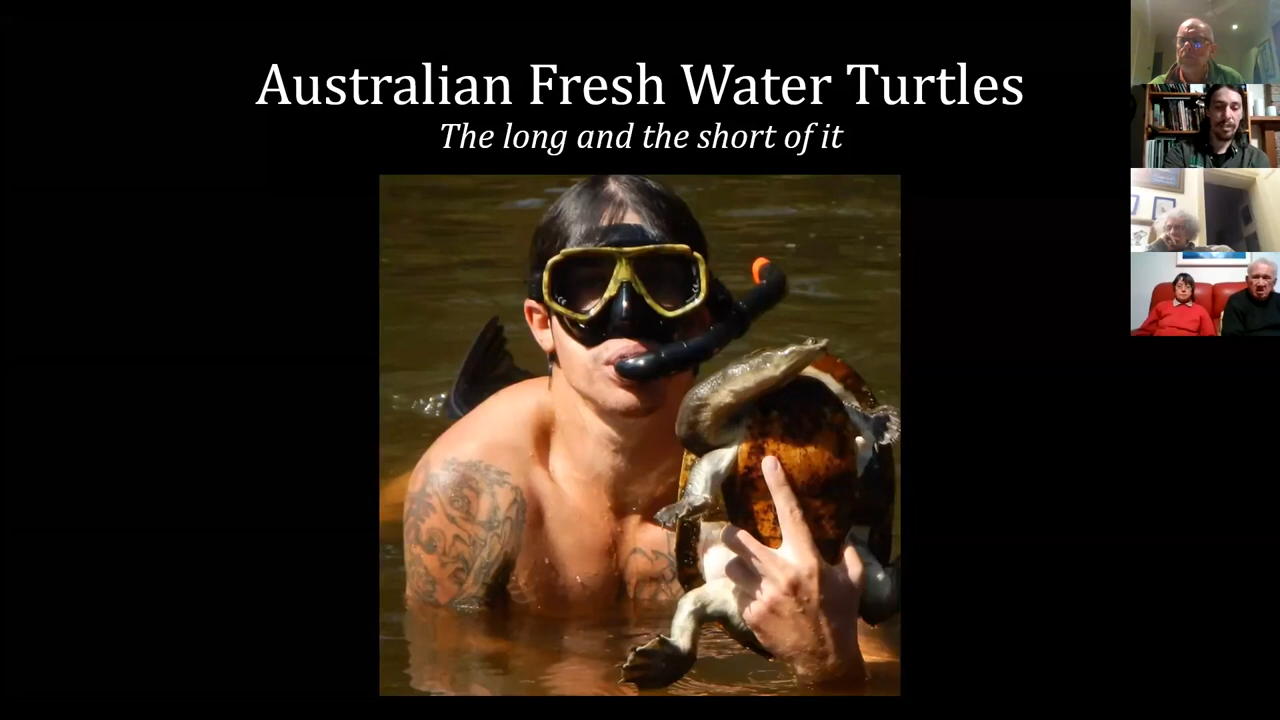 Australian Fresh Water Turtles
The long and the short of it